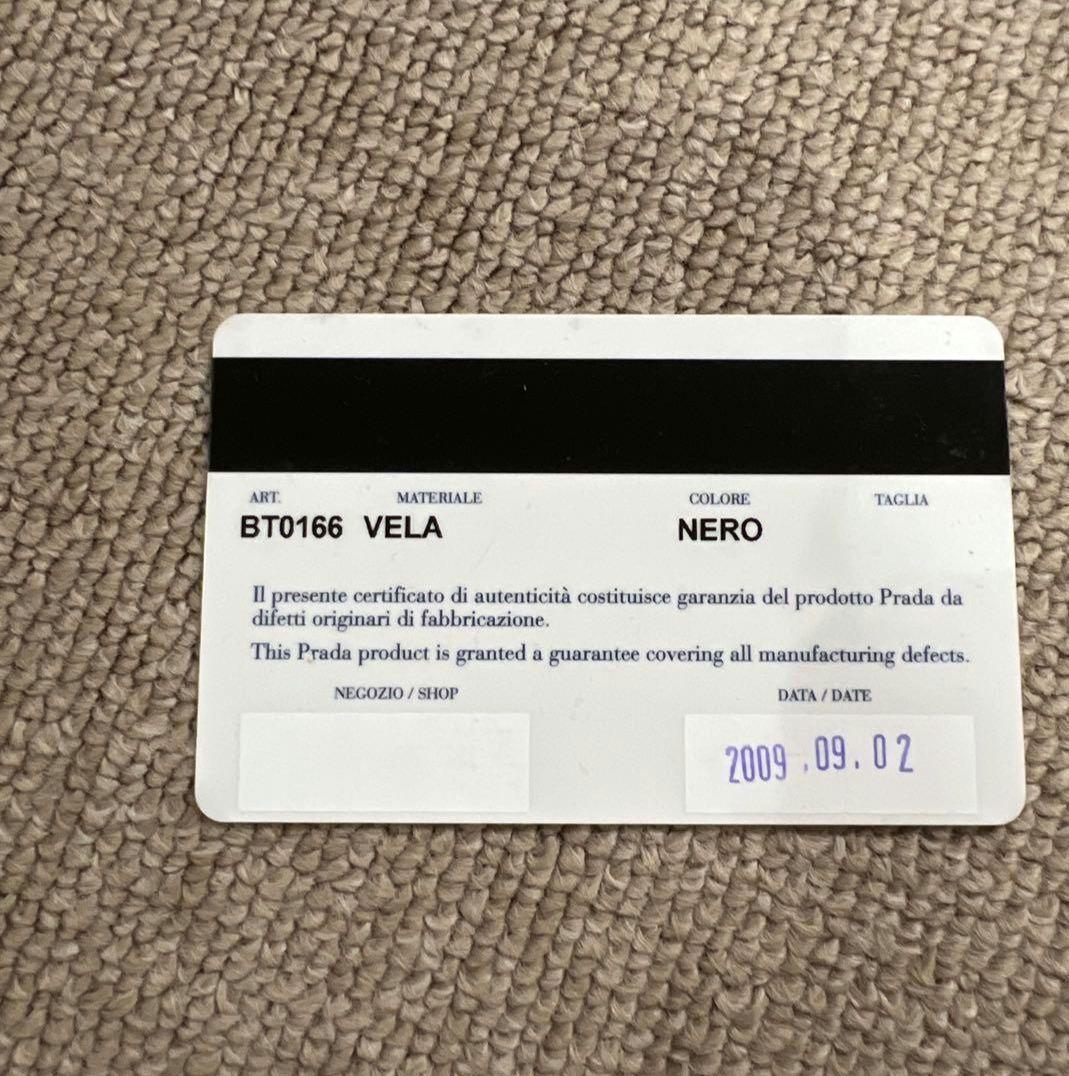 ART. MATERIALE COLORE TAGLIA
BT0166 VELA NERO
Il presente certificato di autenticità costituisce garanzia del prodotto Prada da
difetti originari di fabbricazione.
This Prada product is granted a guarantee covering all manufacturing defects.
NEGOZIO / SHOP DATA / DATE
2009.09.02